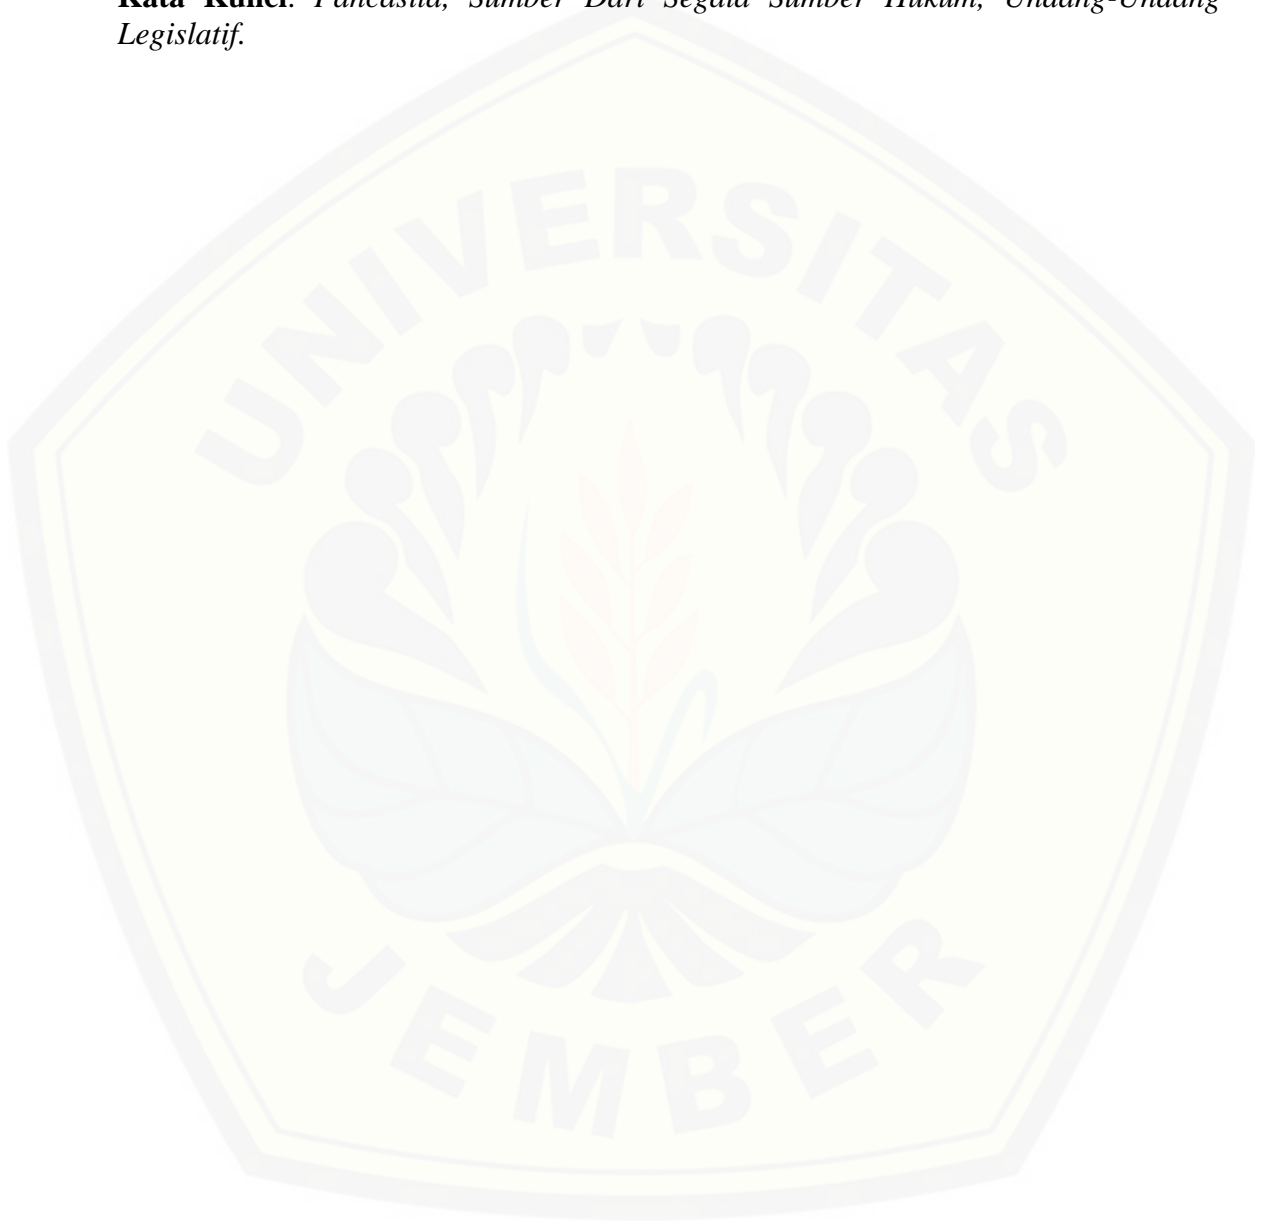 Kata Kunci: Pancasila, Sumber Dari Segala Sumber Hukum, Undang-Undang
Legislatif.
UNIVERSITAS
JEMBER